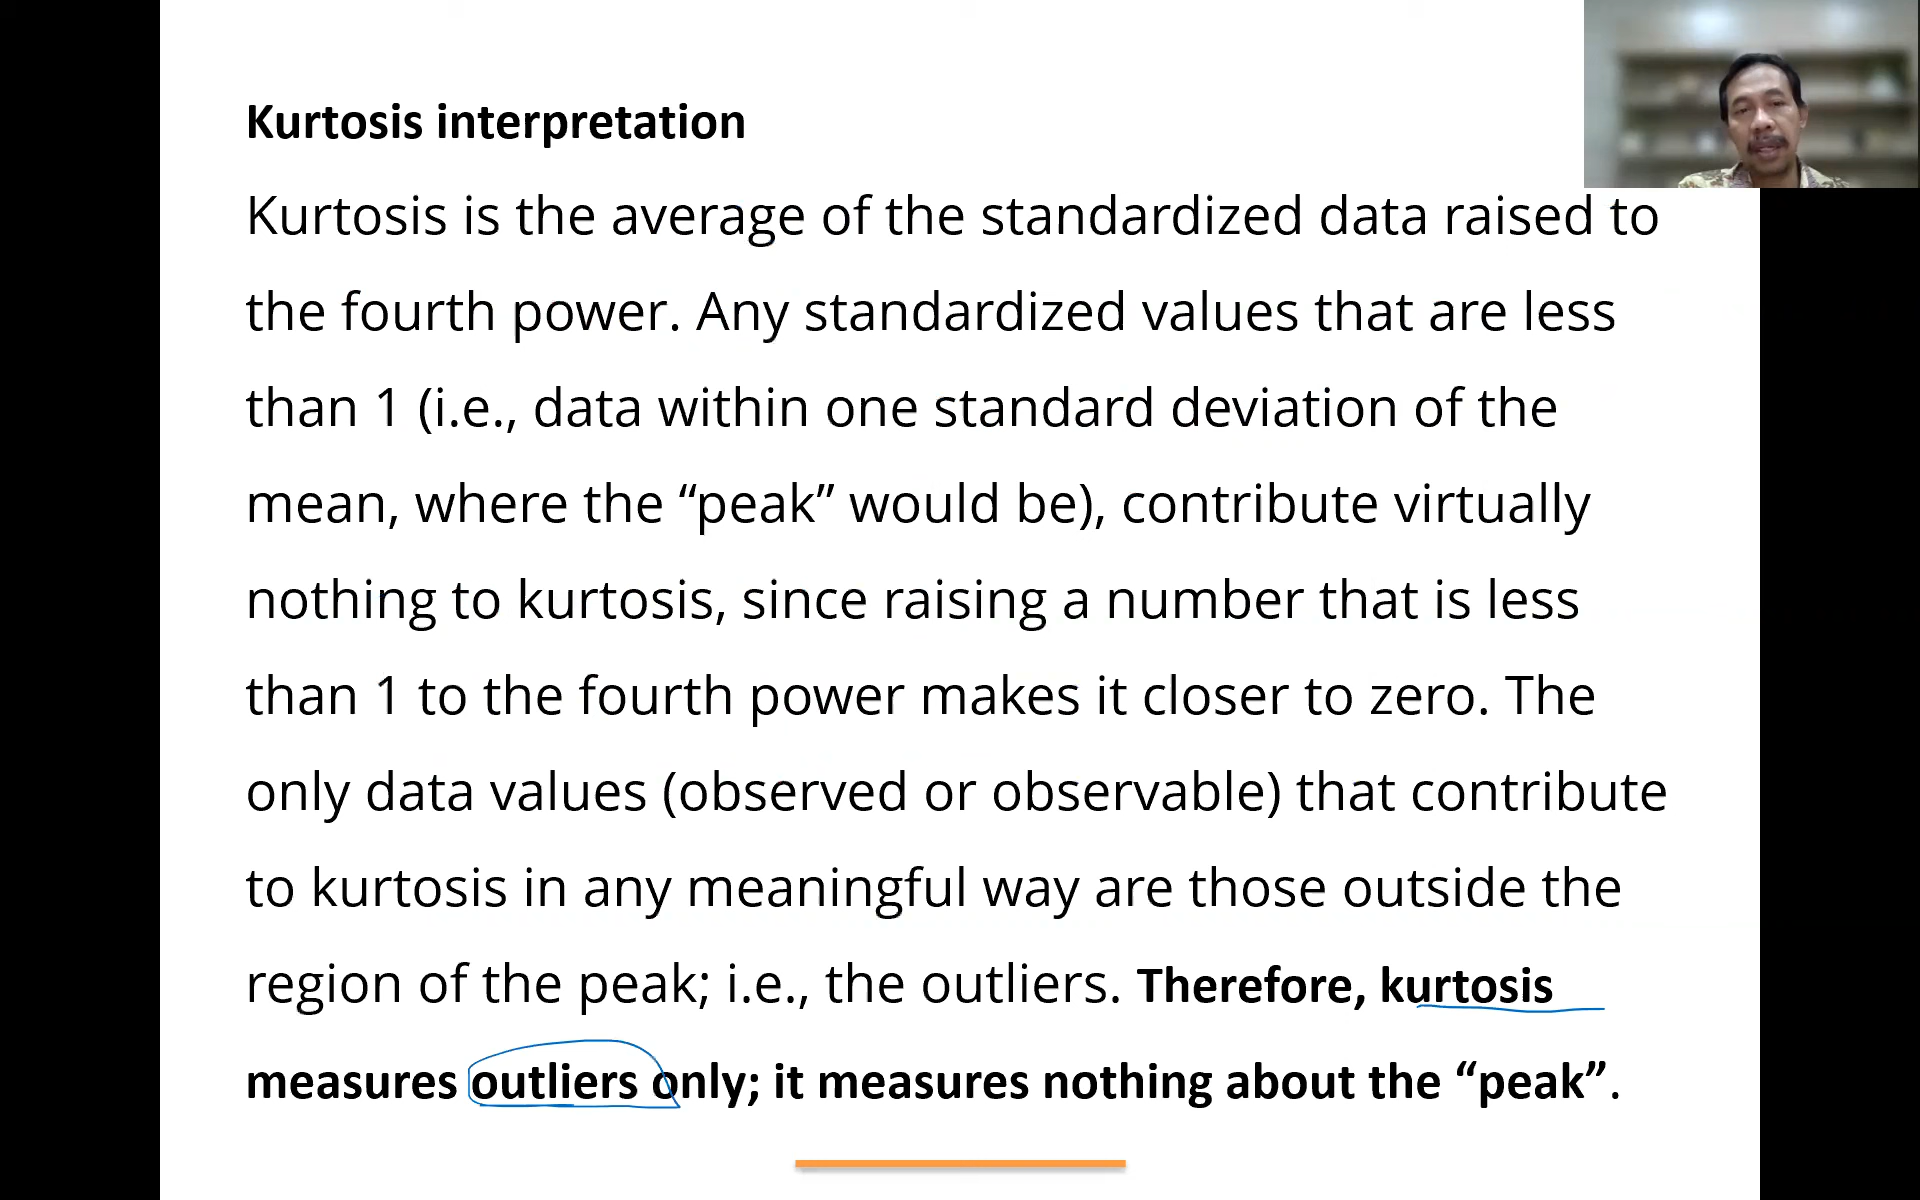 Kurtosis interpretation
Kurtosis is the average of the standardized data raised to
the fourth power. Any standardized values that are less
than 1 (i.e., data within one standard deviation of the
mean, where the “peak” would be), contribute virtually
nothing to kurtosis, since raising a number that is less
than 1 to the fourth power makes it closer to zero. The
only data values (observed or observable) that contribute
to kurtosis in any meaningful way are those outside the
region of the peak; i.e., the outliers. Therefore, kurtosis
measures outliers only; it measures nothing about the “peak”.